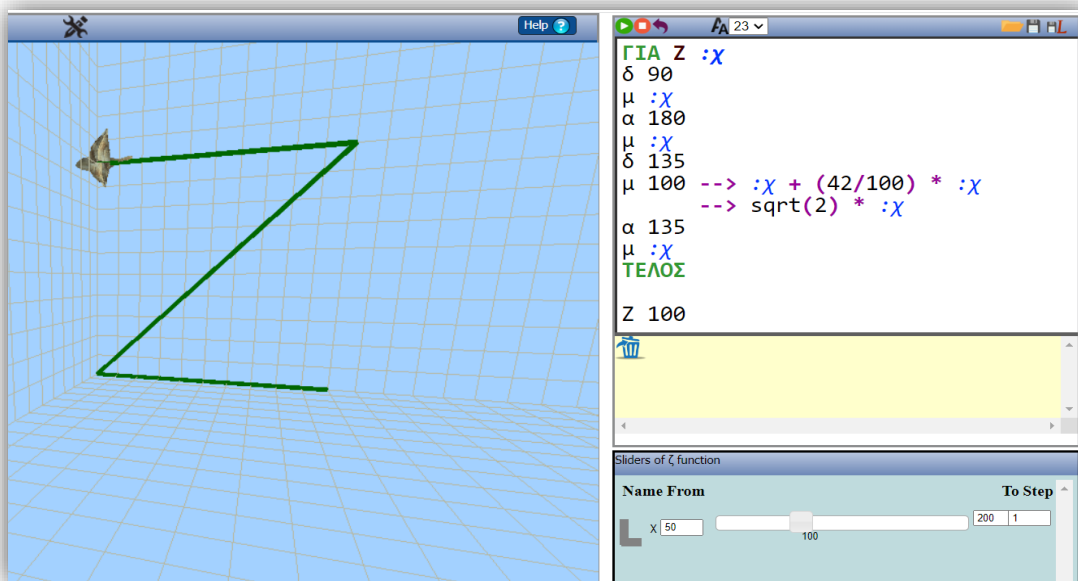 Help ?
23
ΓΙΑ Ζ :χ
δ 90
μ :χ
α 180
μ :χ
δ 135
μ 100 --> :χ + (42/100) * :χ
--> sqrt(2) * :χ
α 135
μ :χ
ΤΕΛΟΣ
Ζ 100
Sliders of ζ function
Name From To Step
Χ 50 100 200 1